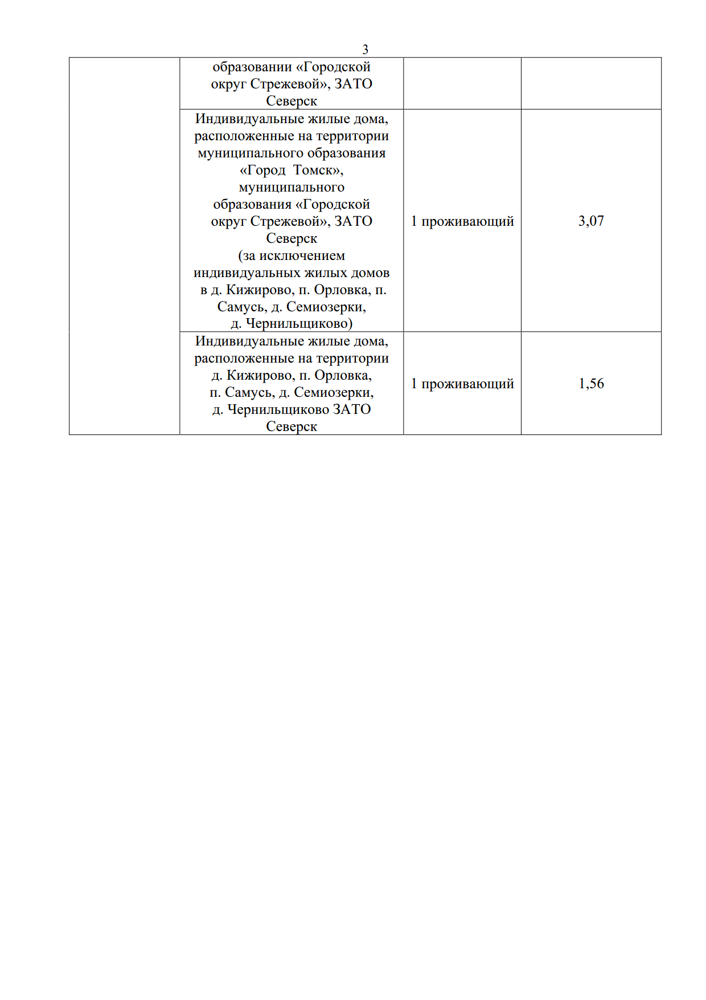 3
образовании «Городской
округ Стрежевой», ЗАТО
Северск
Индивидуальные жилые дома,
расположенные на территории
муниципального образования
«Город  Томск»,
муниципального
образования «Городской
округ Стрежевой», ЗАТО
Северск
(за исключением
индивидуальных жилых домов
в д. Кижирово, п. Орловка, п.
Самусь, д. Семиозерки,
д. Чернильщиково)
1 проживающий
3,07
Индивидуальные жилые дома,
расположенные на территории
д. Кижирово, п. Орловка,
п. Самусь, д. Семиозерки,
д. Чернильщиково ЗАТО
Северск
1 проживающий
1,56